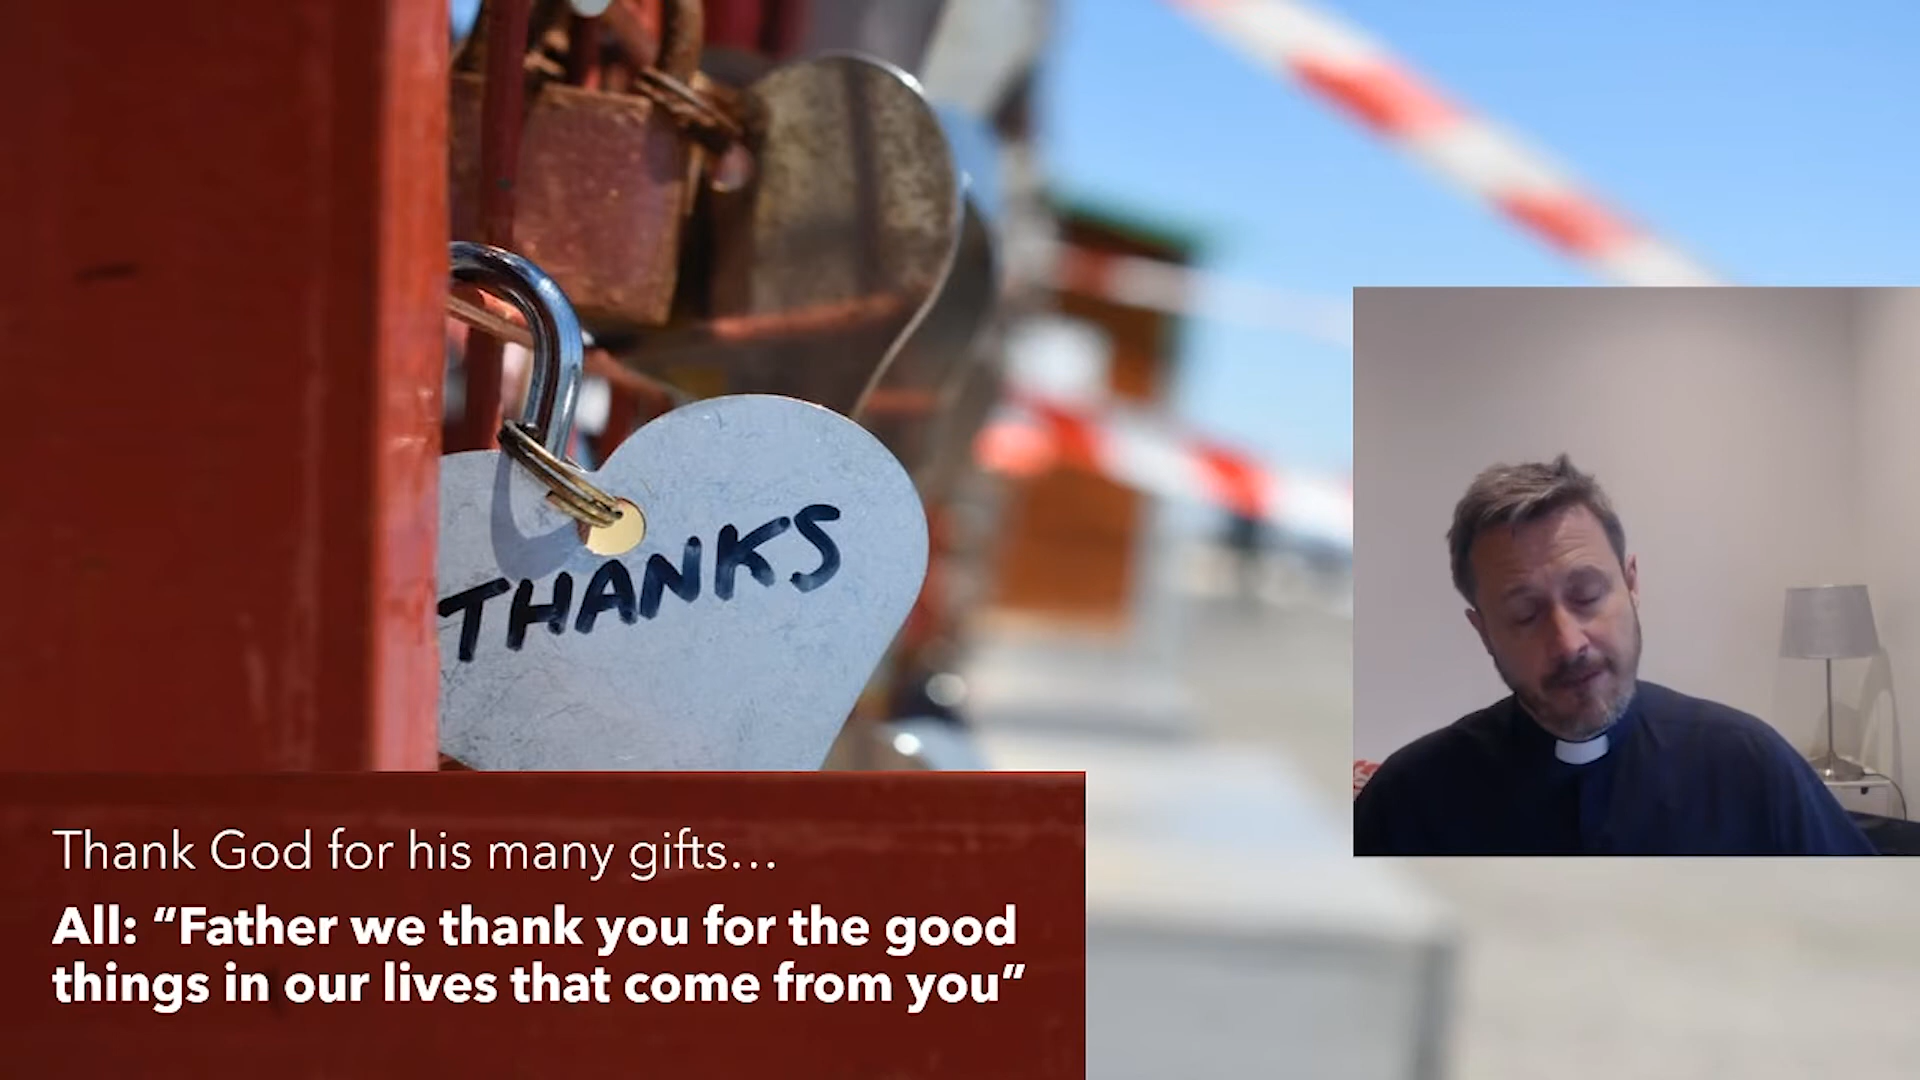 THANKS
Thank God for his many gifts…
All: “Father we thank you for the good
things in our lives that come from you”